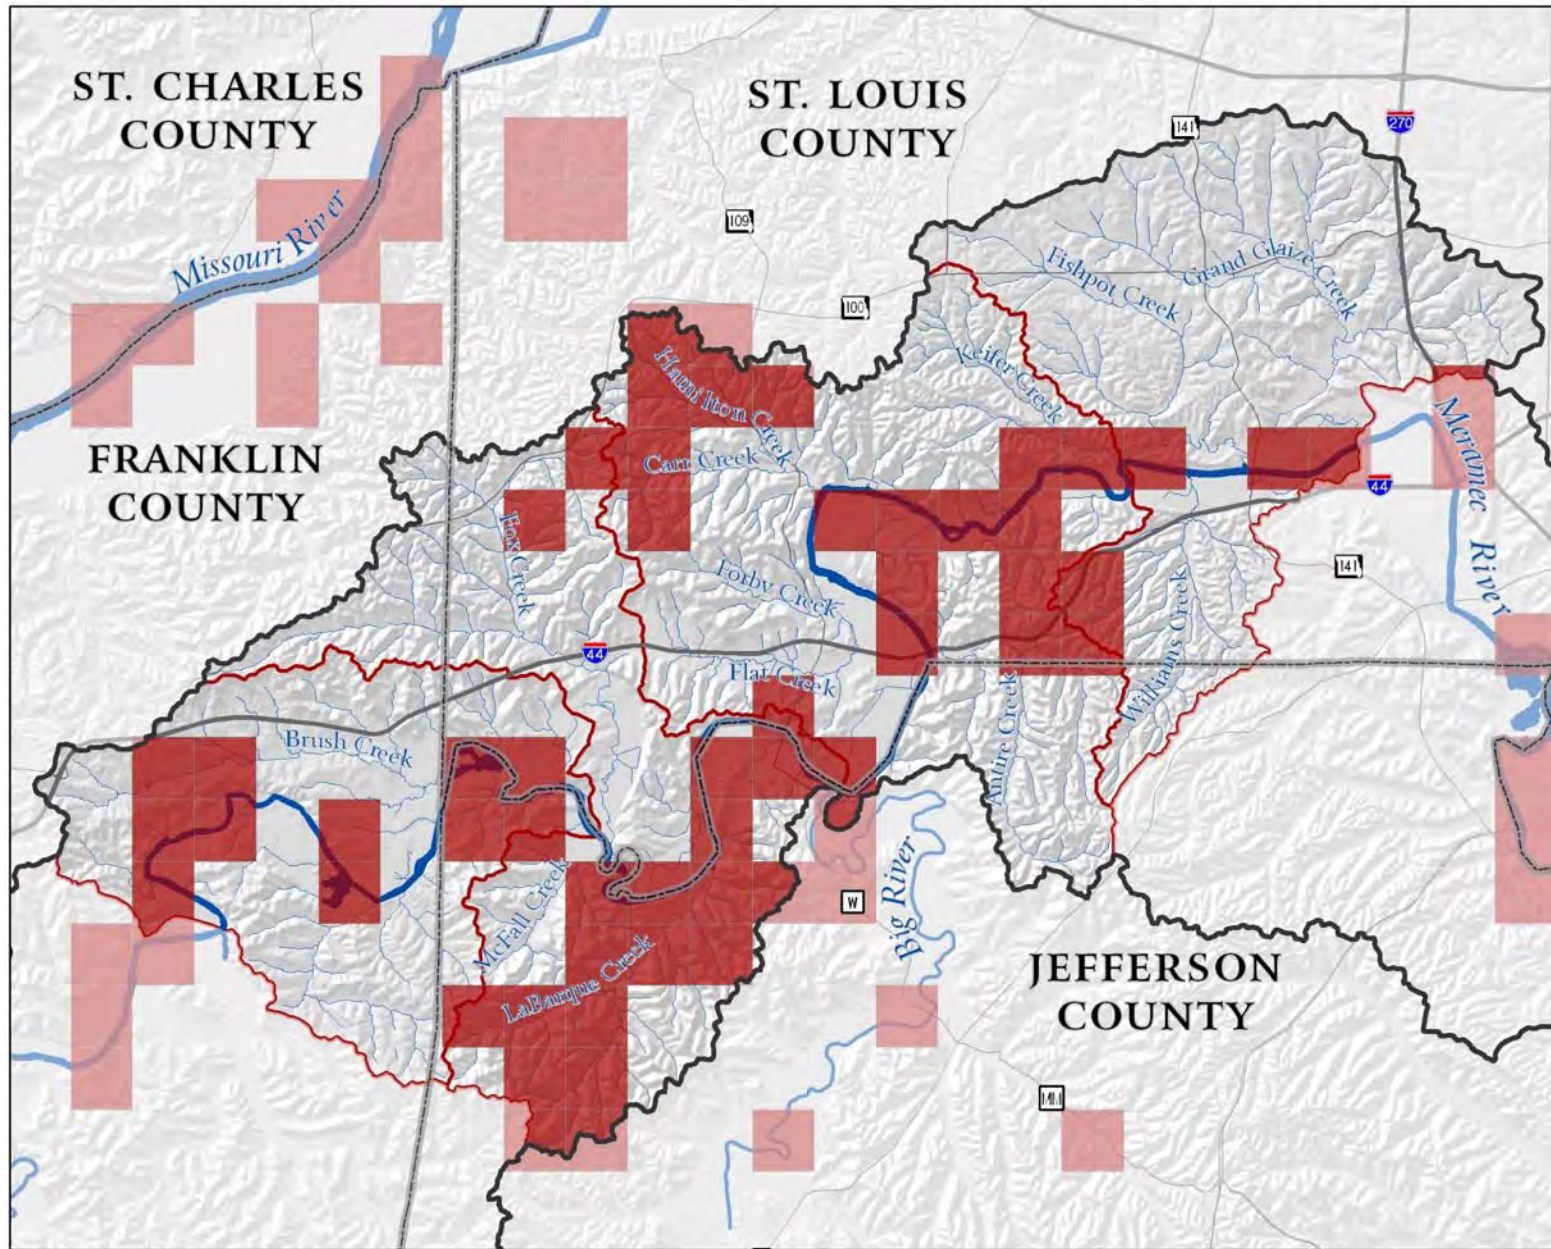 ST. CHARLES
COUNTY
ST. LOUIS
COUNTY
141
270
109
Missouri River
Fishpot Creek
Grand Glaize Creek
100
Keifer Creek
Hamilton Creek
Meramec River
FRANKLIN
COUNTY
Carr Creek
44
Fox Creek
Forby Creek
141
Williams Creek
44
Flat Creek
Antire Creek
Brush Creek
Big River
McFall Creek
W
LaBarque Creek
JEFFERSON
COUNTY
MM